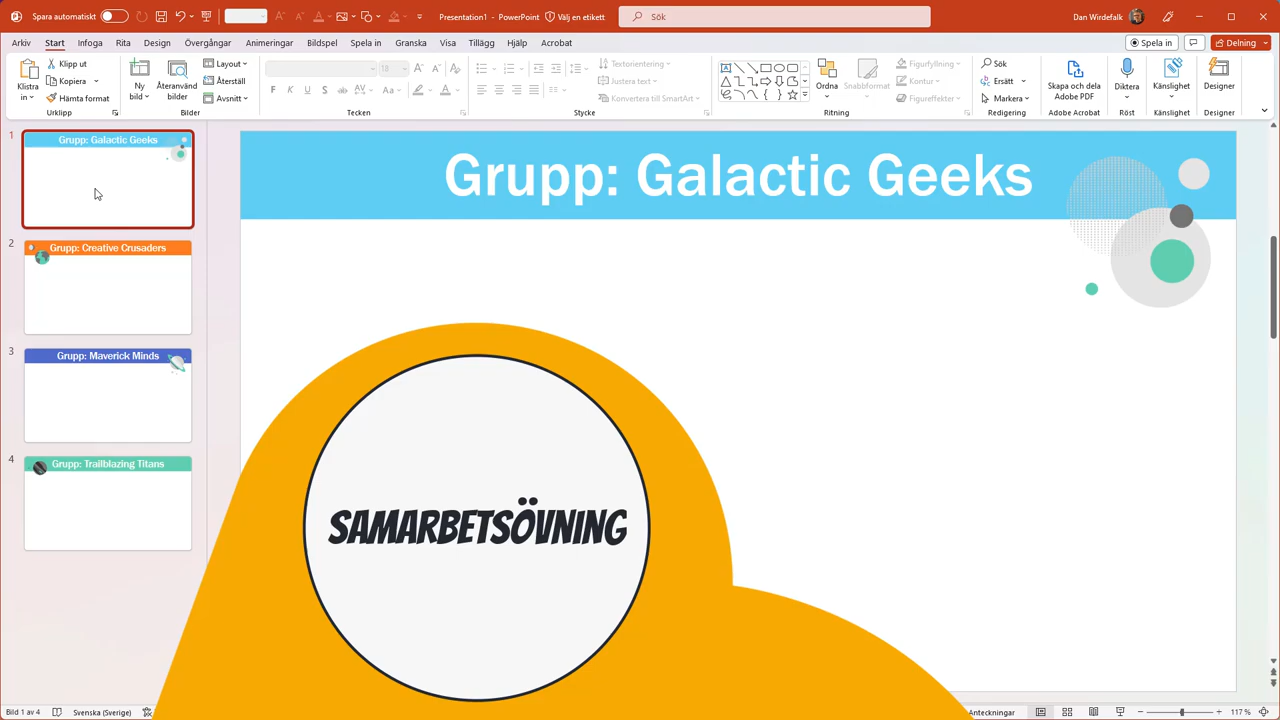 Spara automatiskt
Presentation1 - PowerPoint
Välj en etikett
Sök
Dan Wirdefalk
Arkiv Start Infoga Rita Design Övergångar Animeringar Bildspel Spela in Granska Visa Tillägg Hjälp Acrobat
Spela in
Delning
Klistra in
Klipp ut
Kopiera
Hämta format
Urklipp
Ny bild
Återanvänd bilder
Layout
Återställ
Avsnitt
Bilder
18
F K U S ab AV Aa A
Tecken
Textorientering
Justera text
Konvertera till SmartArt
Stycke
Ordna
Snabbformat
Figurfyllning
Kontur
Figureffekter
Ritning
Sök
Ersätt
Markera
Redigering
Skapa och dela Adobe PDF
Adobe Acrobat
Diktera
Röst
Känslighet
Känslighet
Designer
Designer
1
Grupp: Galactic Geeks
2
Grupp: Creative Crusaders
3
Grupp: Maverick Minds
4
Grupp: Trailblazing Titans
Grupp: Galactic Geeks
SAMARBETSÖVNING
Bild 1 av 4
Svenska (Sverige)
Anteckningar
117 %